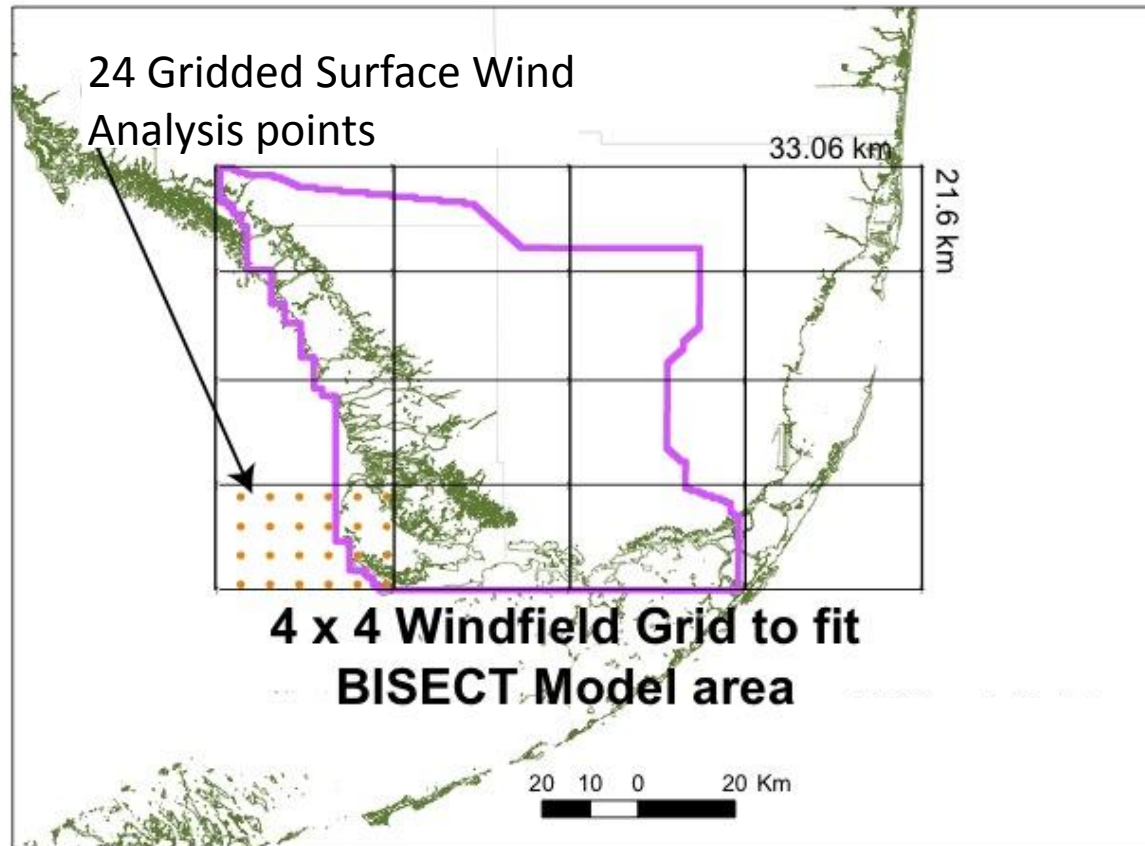 24 Gridded Surface Wind
Analysis points
33.06 km
21.6 km
4 x 4 Windfield Grid to fit
BISECT Model area
20 10 0 20 Km